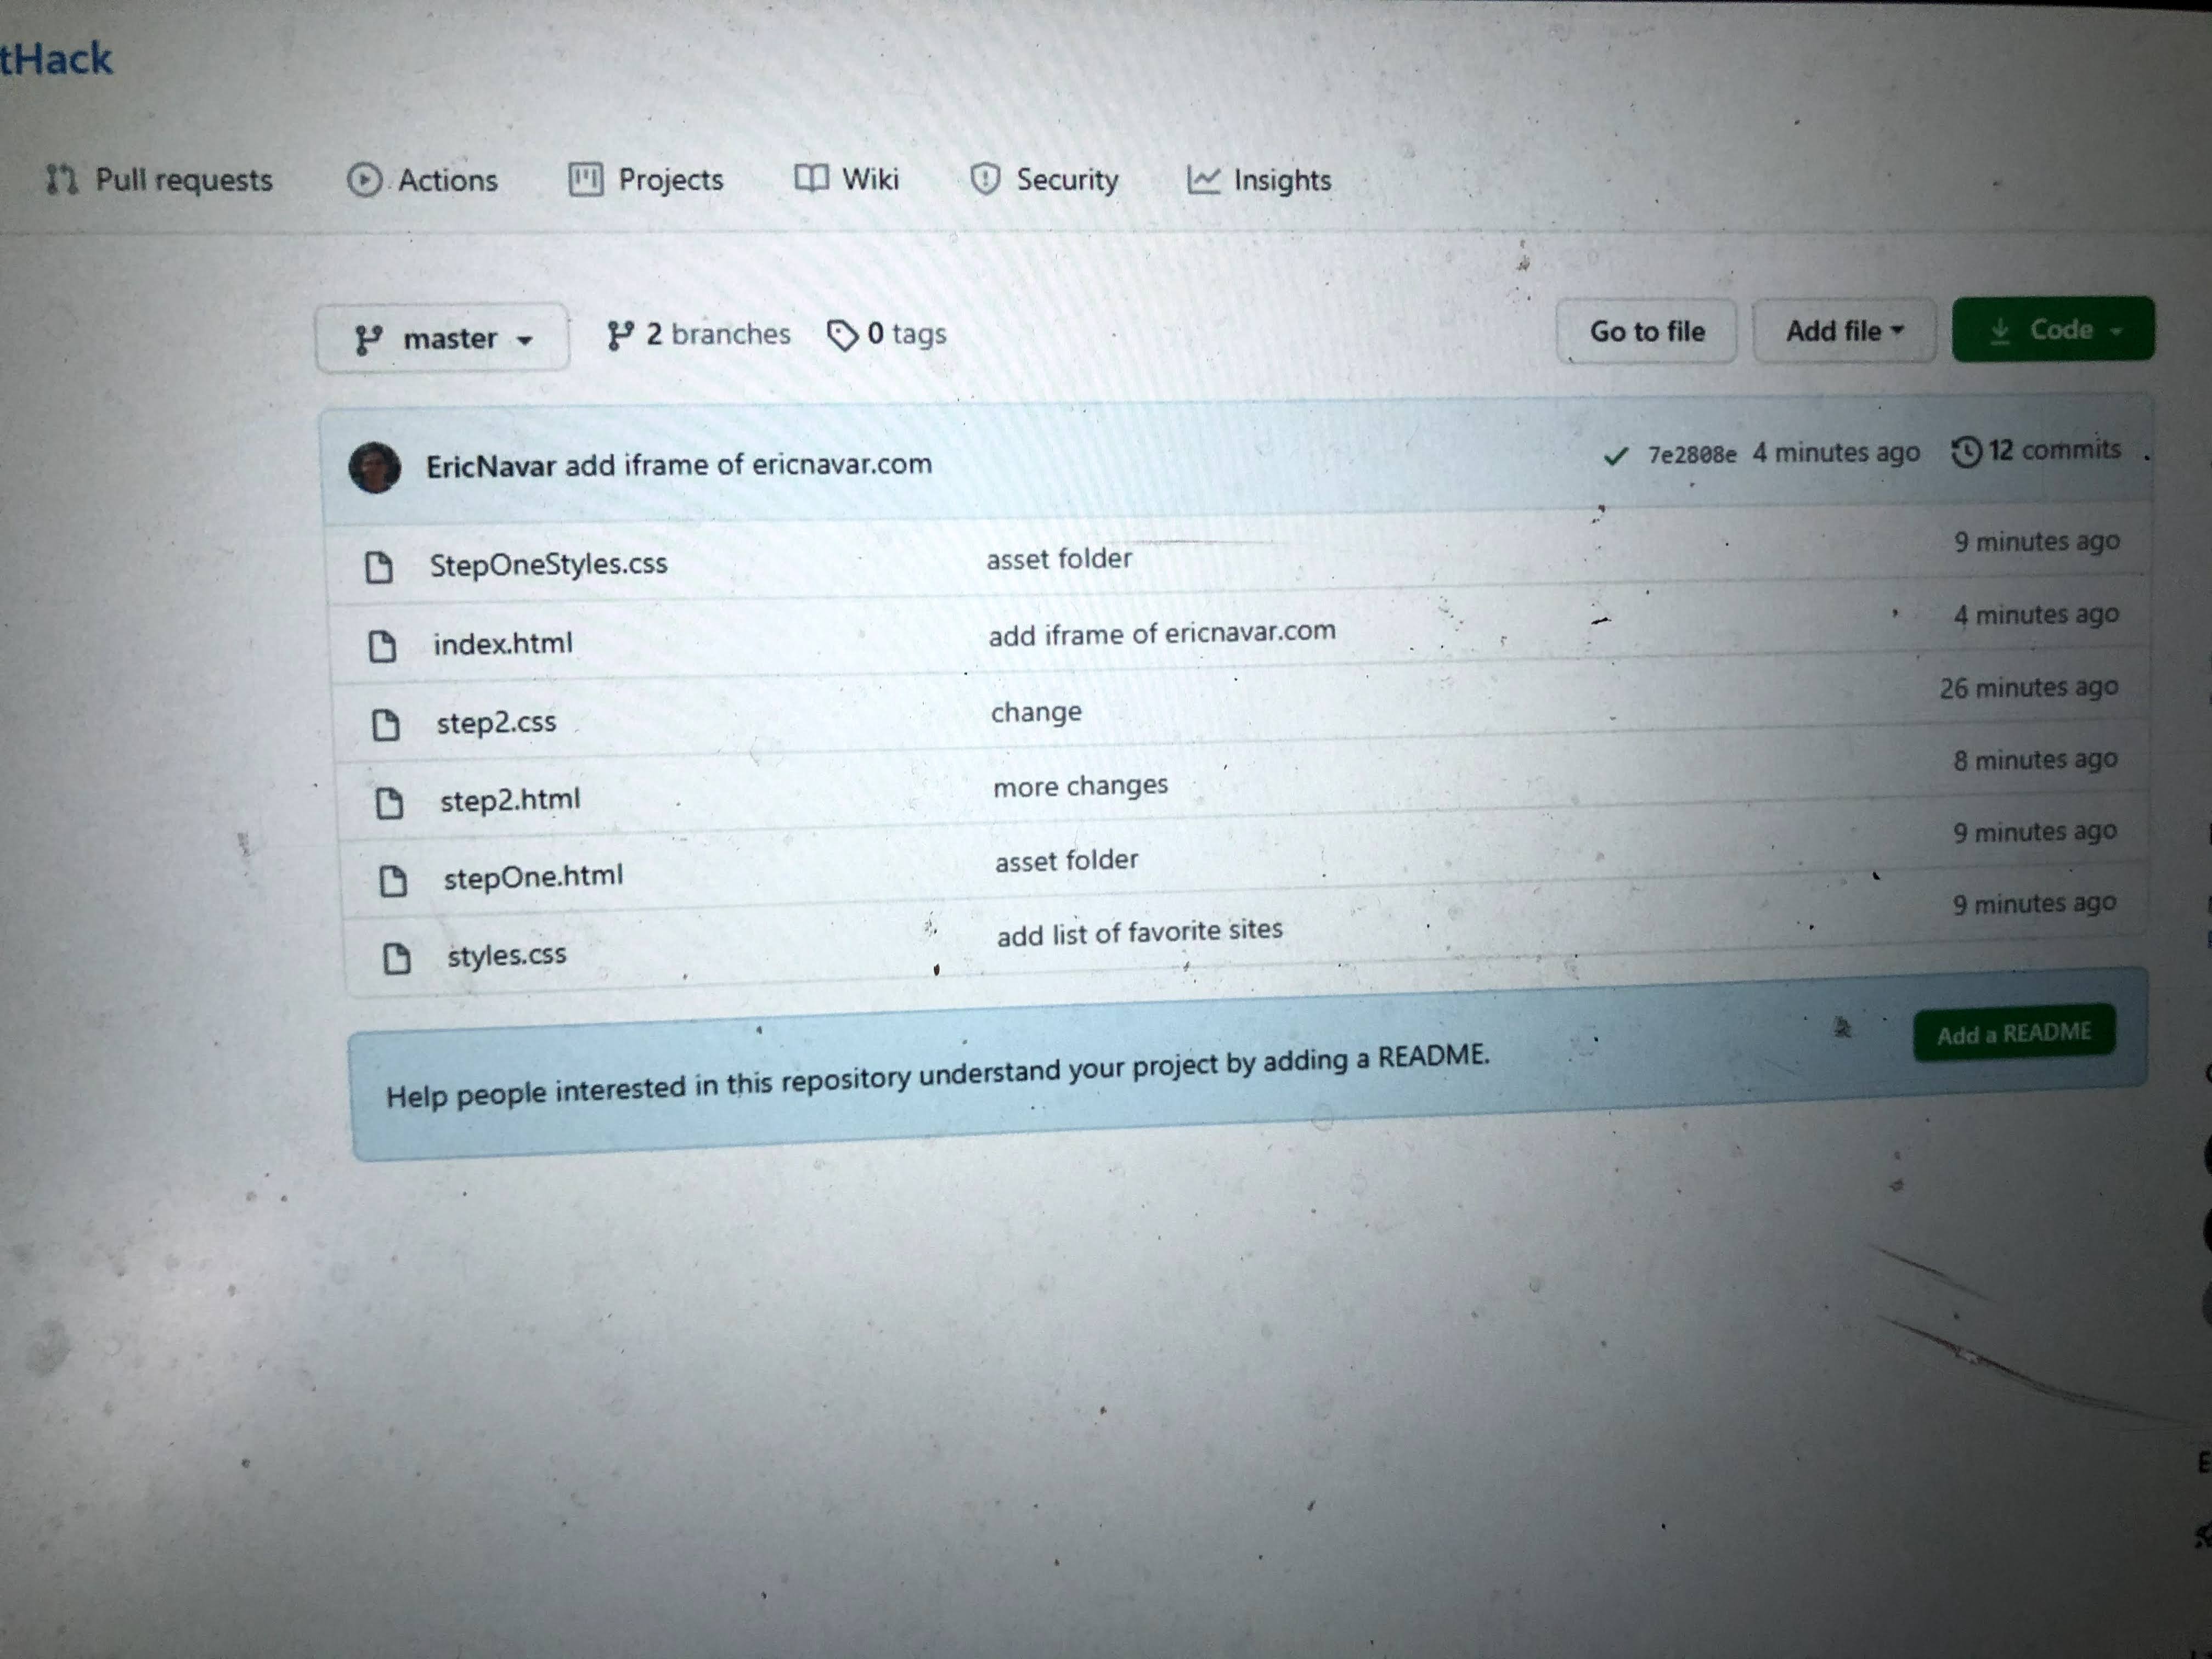 tHack
Pull requests Actions Projects Wiki Security Insights
master 2 branches 0 tags Go to file Add file Code
EricNavar add iframe of ericnavar.com 7e2808e 4 minutes ago 12 commits
StepOneStyles.css asset folder 9 minutes ago
index.html add iframe of ericnavar.com 4 minutes ago
step2.css change 26 minutes ago
step2.html more changes 8 minutes ago
stepOne.html asset folder 9 minutes ago
styles.css add list of favorite sites 9 minutes ago
Help people interested in this repository understand your project by adding a README. Add a README